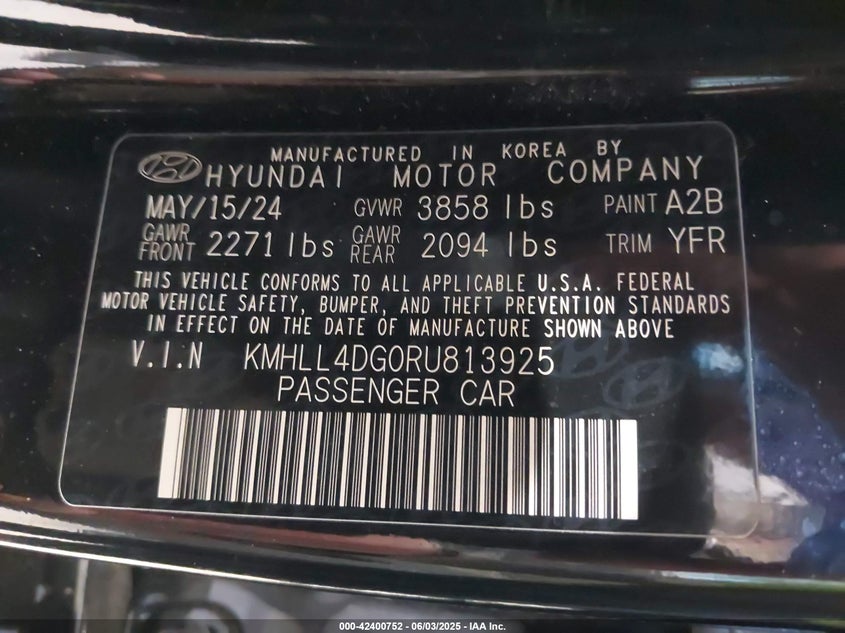 MANUFACTURED IN KOREA BY
HYUNDAI MOTOR COMPANY
MAY/15/24 GVWR 3858 lbs PAINT A2B
GAWR FRONT 2271 lbs GAWR REAR 2094 lbs TRIM YFR
THIS VEHICLE CONFORMS TO ALL APPLICABLE U.S.A. FEDERAL
MOTOR VEHICLE SAFETY, BUMPER, AND THEFT PREVENTION STANDARDS
IN EFFECT ON THE DATE OF MANUFACTURE SHOWN ABOVE
V.I.N KMHLL4DG0RU813925
PASSENGER CAR
000-42400752 - 06/03/2025 - IAA Inc.